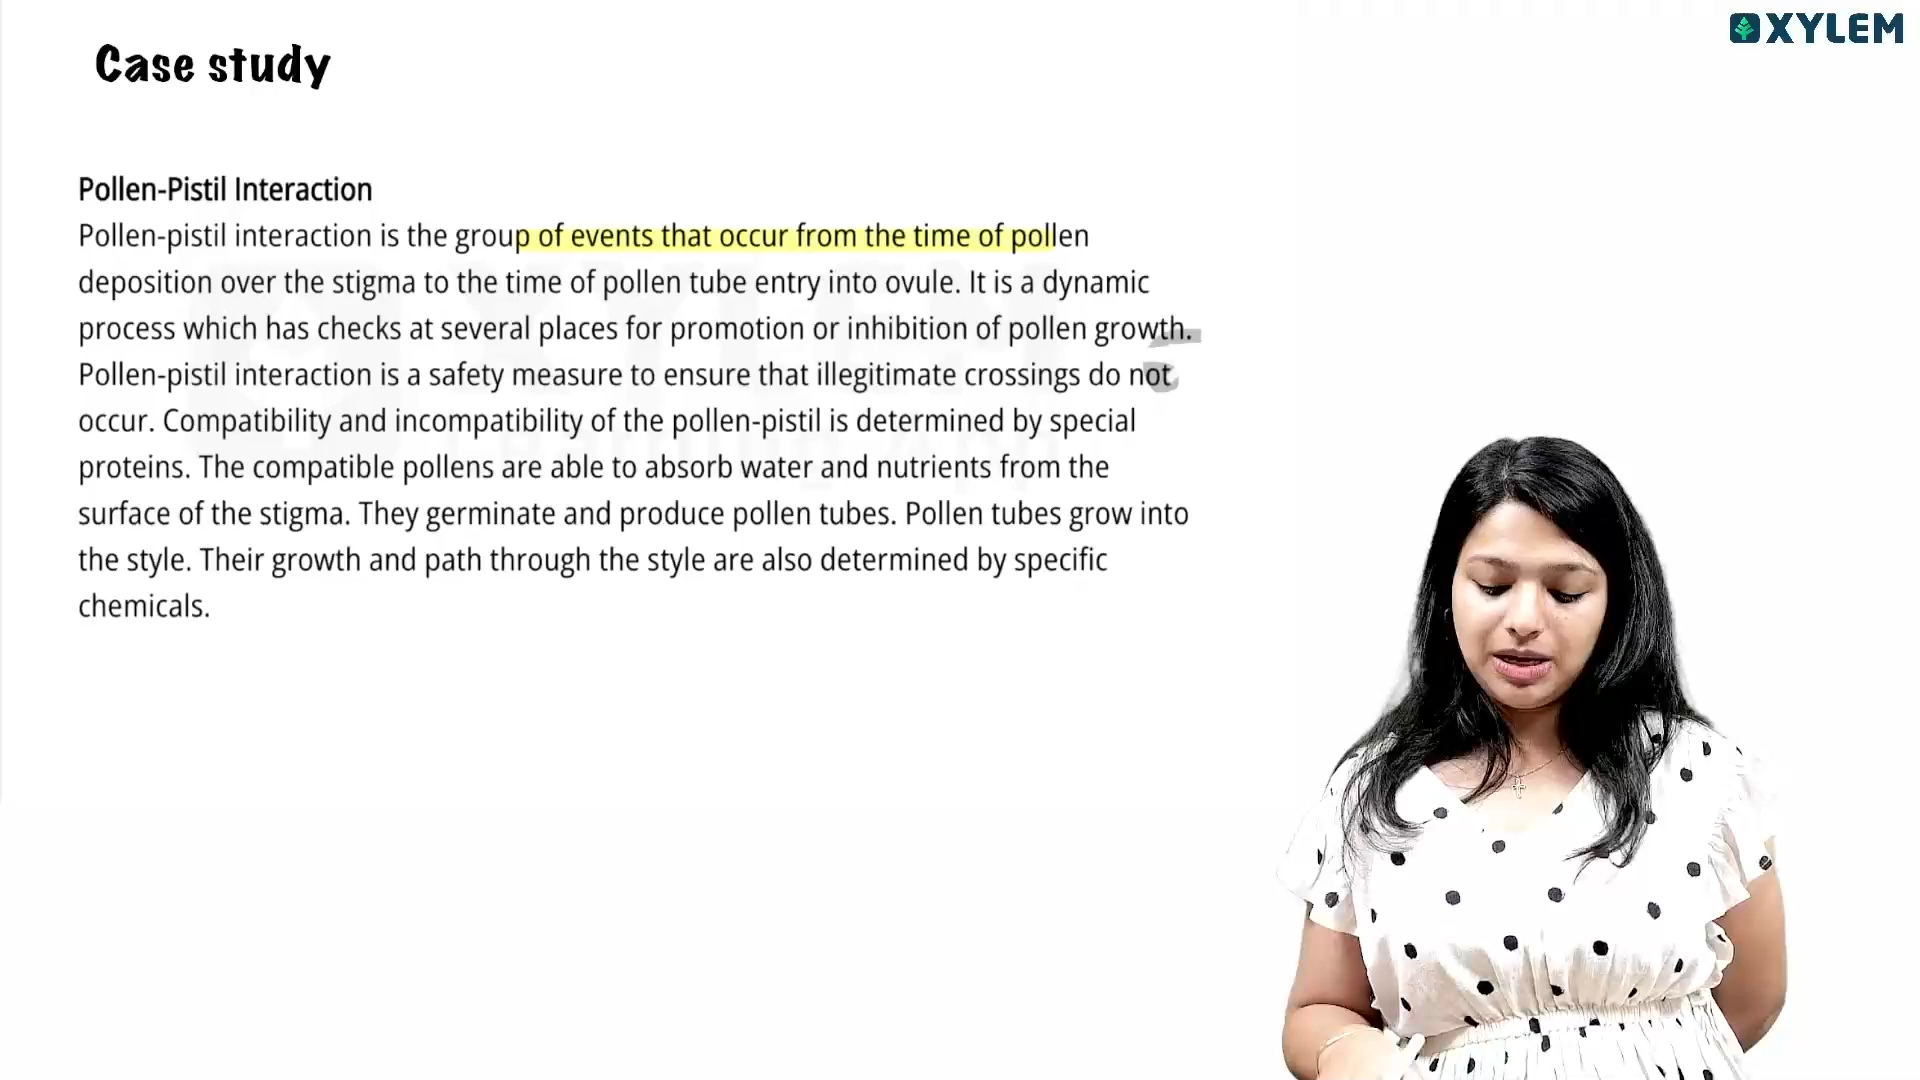 XYLEM
Case study
Pollen-Pistil Interaction
Pollen-pistil interaction is the group of events that occur from the time of pollen
deposition over the stigma to the time of pollen tube entry into ovule. It is a dynamic
process which has checks at several places for promotion or inhibition of pollen growth.
Pollen-pistil interaction is a safety measure to ensure that illegitimate crossings do not
occur. Compatibility and incompatibility of the pollen-pistil is determined by special
proteins. The compatible pollens are able to absorb water and nutrients from the
surface of the stigma. They germinate and produce pollen tubes. Pollen tubes grow into
the style. Their growth and path through the style are also determined by specific
chemicals.